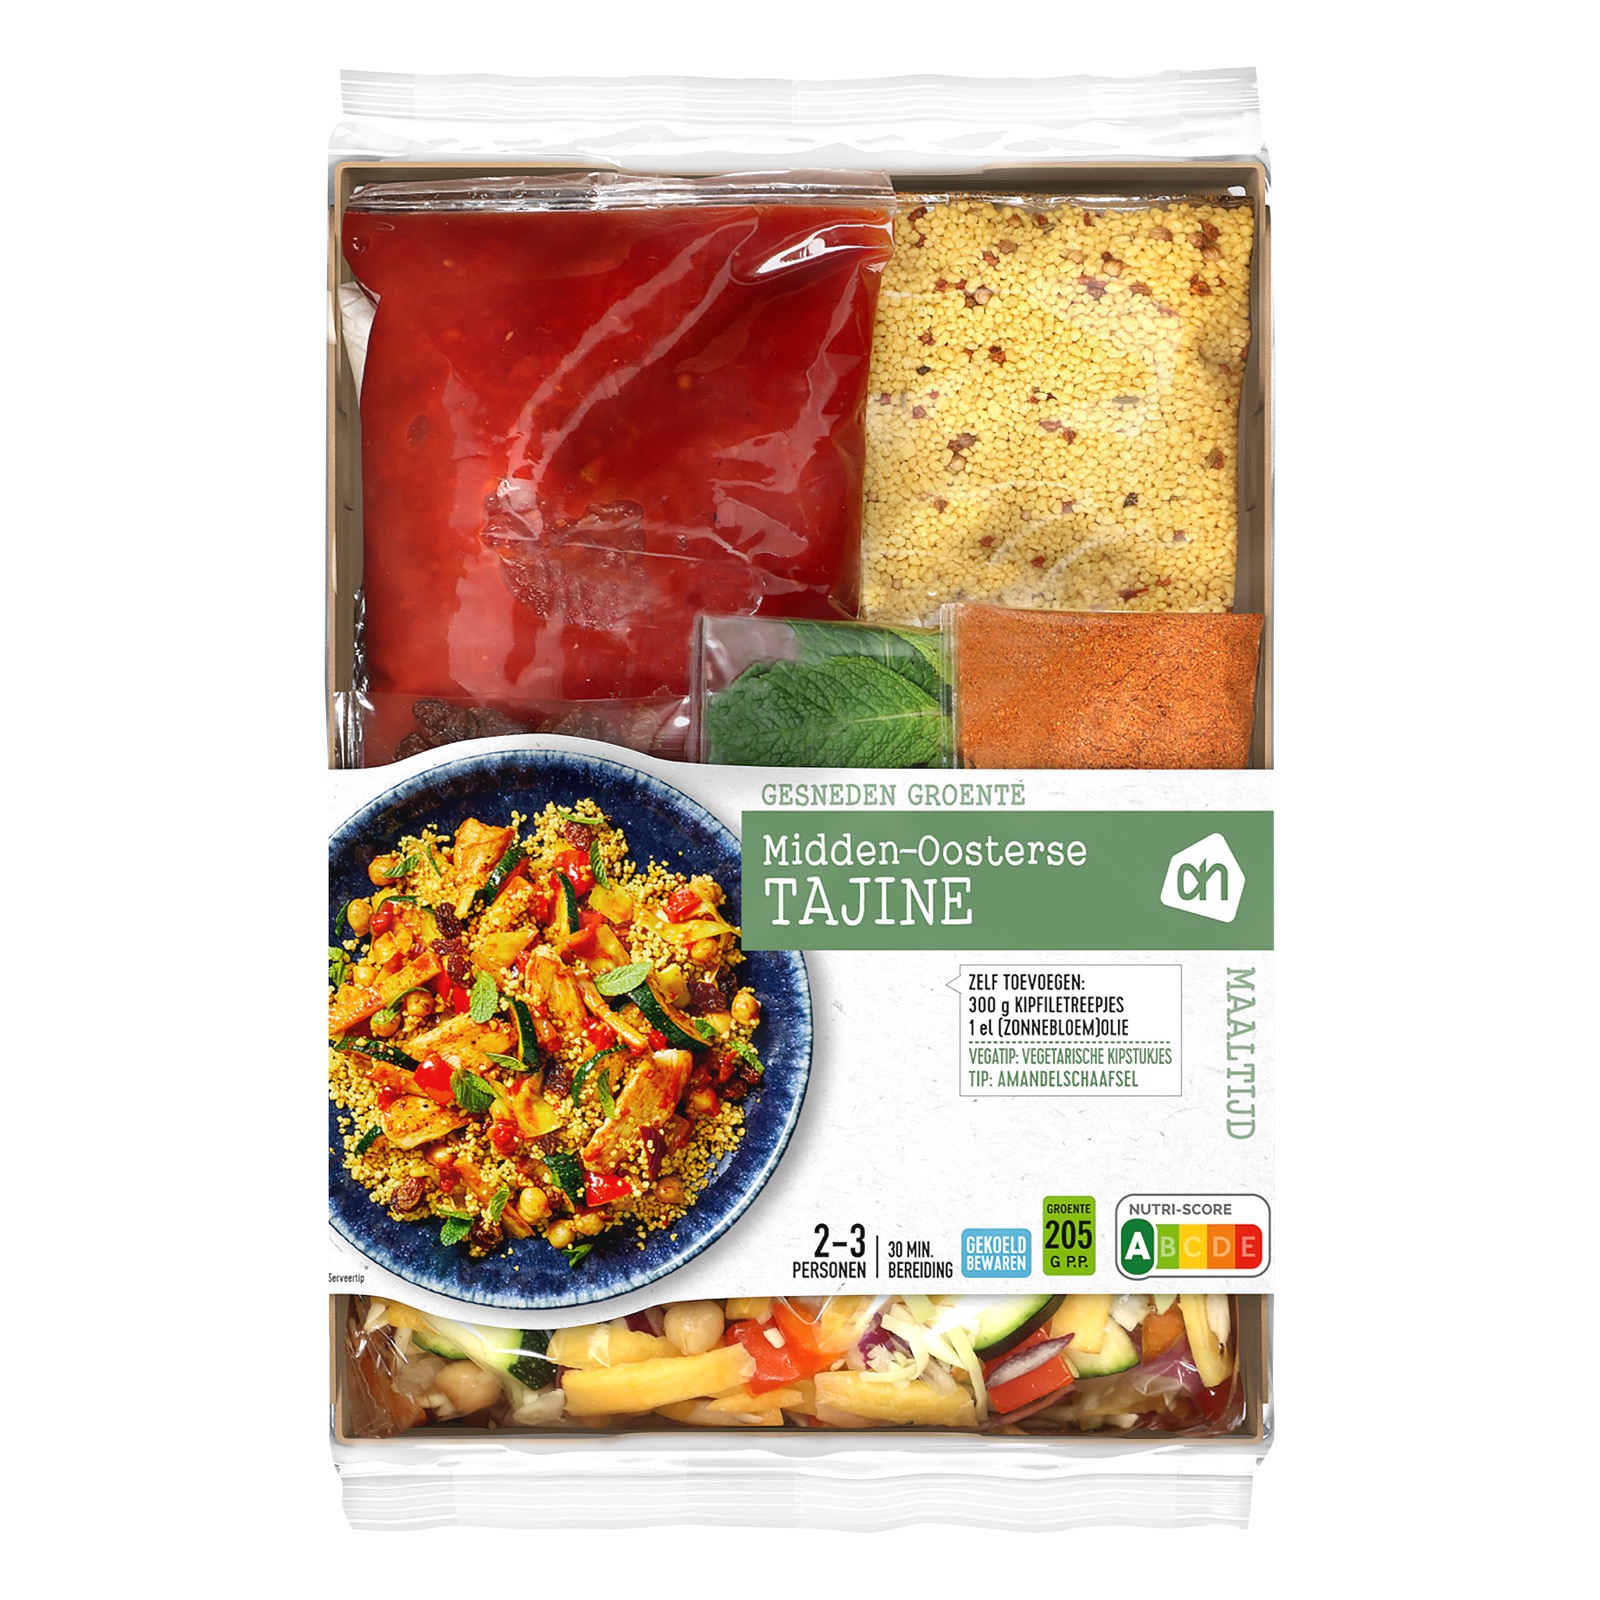 GESNEDEN GROENTE
Midden-Oosterse
TAJINE
ah
ZELF TOEVOEGEN:
300 g KIPFILETREEPJES
1 el (ZONNEBLOEM)OLIE
VEGATIP: VEGETARISCHE KIPSTUKJES
TIP: AMANDELSCHAAFSEL
MAALTIJD
2-3
PERSONEN
30 MIN.
BEREIDING
GEKOELD
BEWAREN
GROENTE
205
G P.P.
NUTRI-SCORE
A B C D E
Serveertip